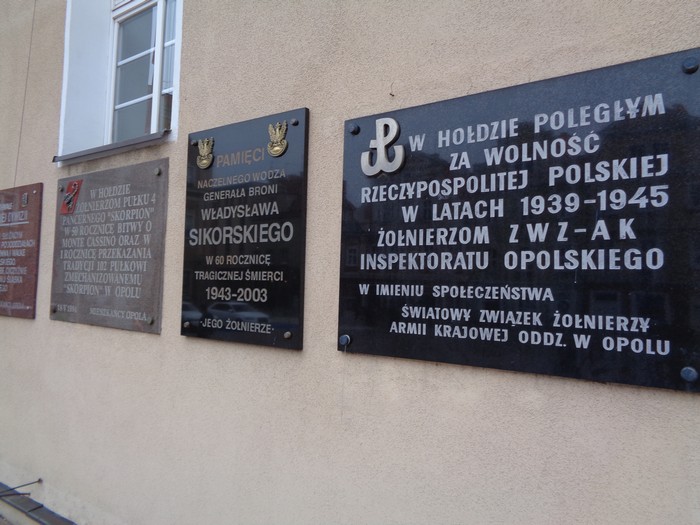 W HOŁDZIE
ŻOŁNIERZOM PUŁKU 4
PANCERNEGO "SKORPION"
W 50 ROCZNICĘ BITWY O
MONTE CASSINO ORAZ W
I ROCZNICĘ PRZEKAZANIA
TRADYCJI 102 PUŁKOWI
ZMECHANIZOWANEMU
"SKORPION" W OPOLU
MIESZKAŃCY OPOLA
PAMIĘCI
NACZELNEGO WODZA
GENERAŁA BRONI
WŁADYSŁAWA
SIKORSKIEGO
W 60 ROCZNICĘ
TRAGICZNEJ ŚMIERCI
1943-2003
-JEGO ŻOŁNIERZE-
W HOŁDZIE POLEGŁYM
ZA WOLNOŚĆ
RZECZYPOSPOLITEJ POLSKIEJ
W LATACH 1939-1945
ŻOŁNIERZOM ZWZ-AK
INSPEKTORATU OPOLSKIEGO
W IMIENIU SPOŁECZEŃSTWA
ŚWIATOWY ZWIĄZEK ŻOŁNIERZY
ARMII KRAJOWEJ ODDZ. W OPOLU